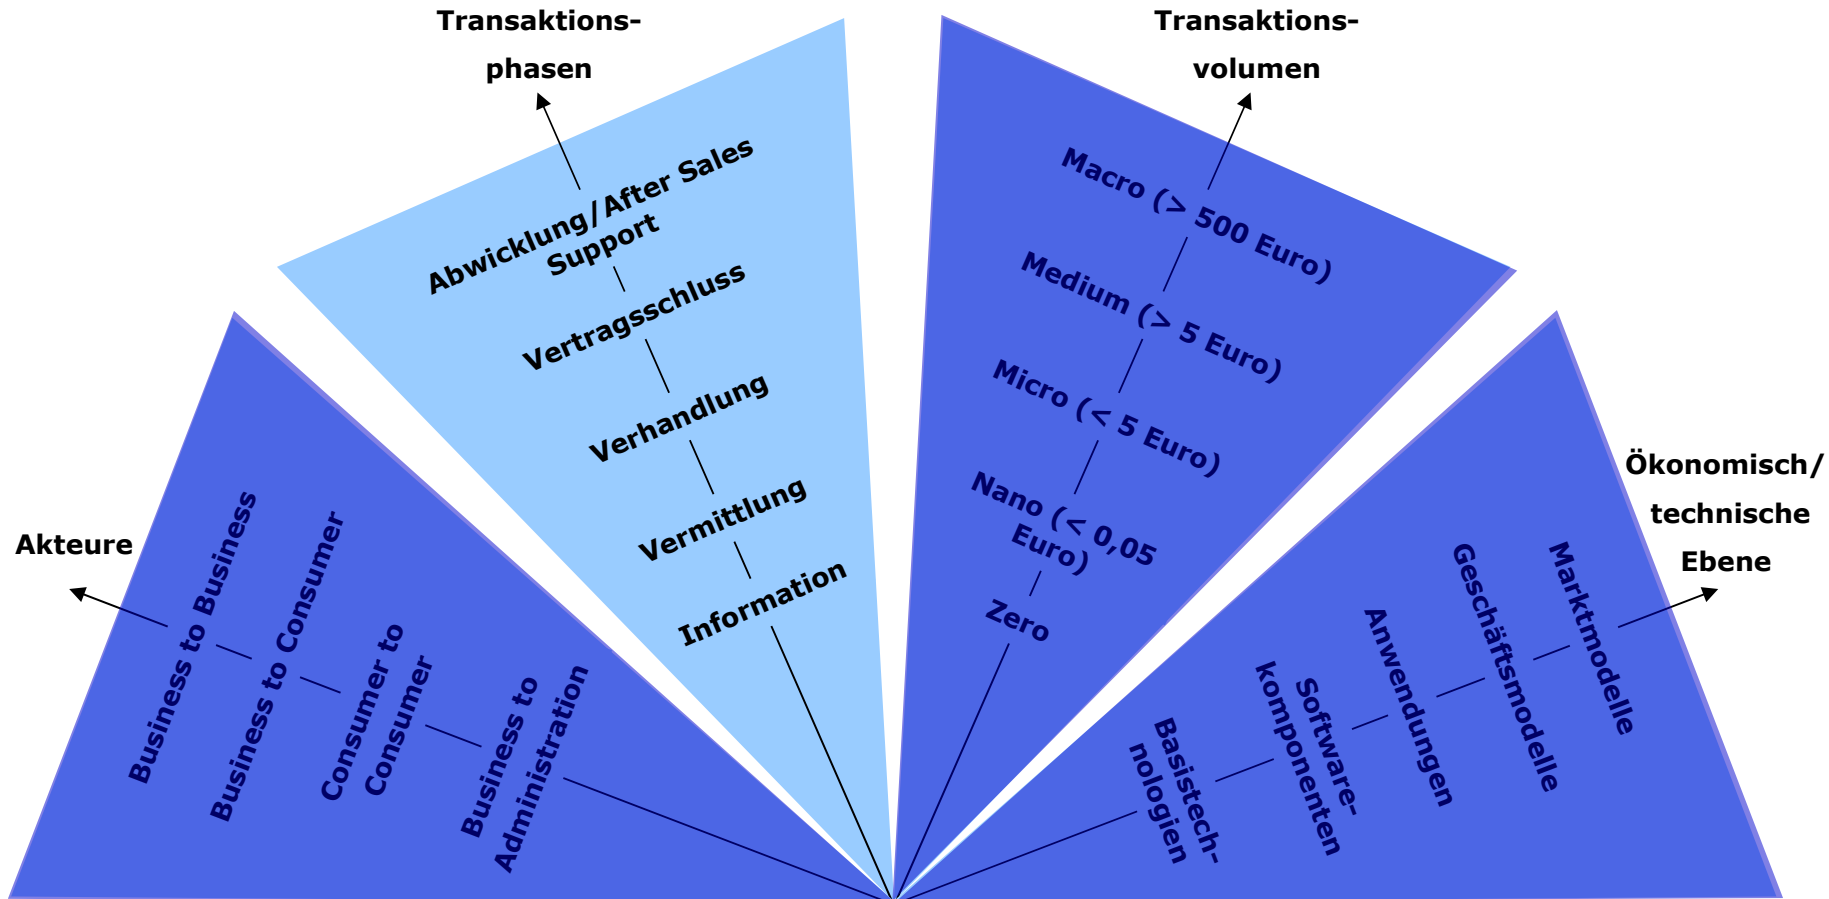 Transaktions-
phasen
Abwicklung/After Sales
Support
Vertragsschluss
Verhandlung
Vermittlung
Information
Transaktions-
volumen
Macro (> 500 Euro)
Medium (> 5 Euro)
Micro (< 5 Euro)
Nano (< 0,05
Euro)
Zero
Akteure
Business to Business
Business to Consumer
Consumer to
Consumer
Business to
Administration
Ökonomisch/
technische
Ebene
Marktmodelle
Geschäftsmodelle
Anwendungen
Software-
komponenten
Basistech-
nologien